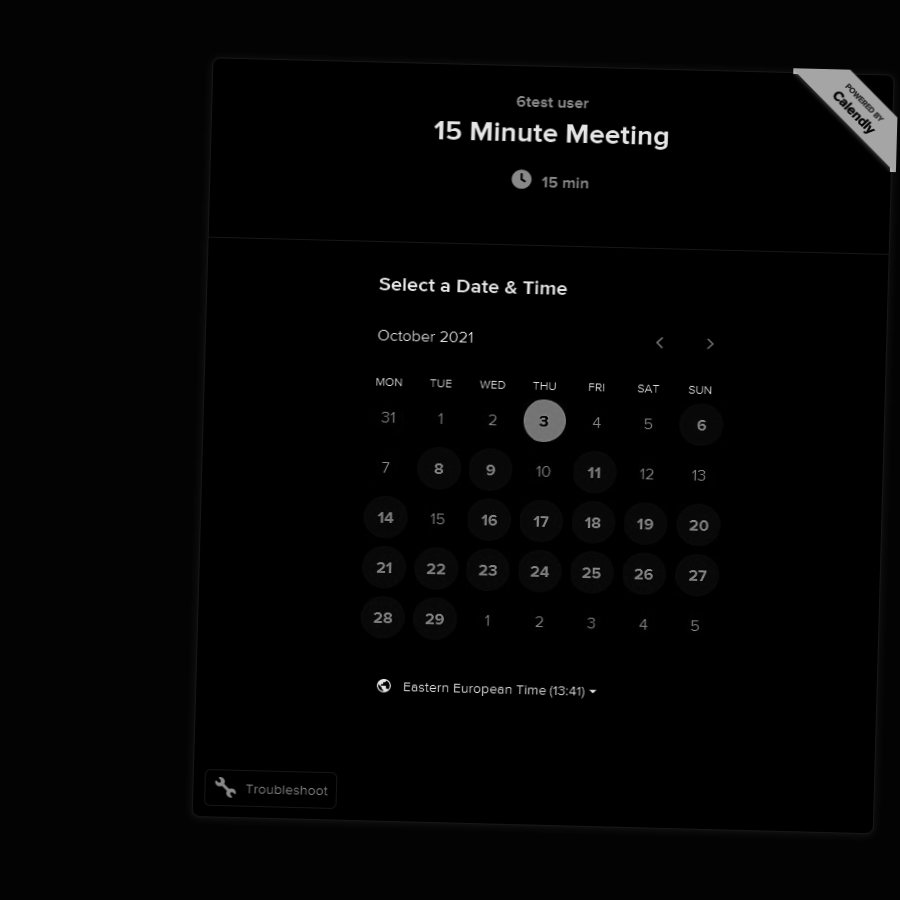 6test user
15 Minute Meeting
15 min
POWERED BY
Calendly
Select a Date & Time
October 2021
MON TUE WED THU FRI SAT SUN
31 1 2 3 4 5 6
7 8 9 10 11 12 13
14 15 16 17 18 19 20
21 22 23 24 25 26 27
28 29 1 2 3 4 5
Eastern European Time (13:41)
Troubleshoot